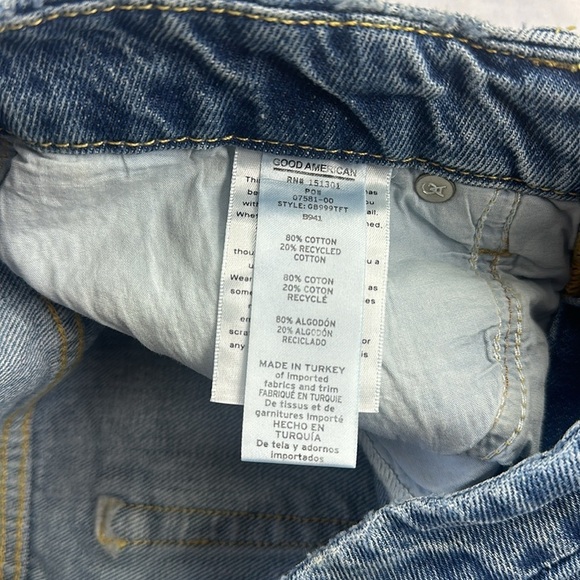 GOOD AMERICAN
RN# 151301
PO#
07581-00
STYLE: GB999TFT
B941
80% COTTON
20% RECYCLED
COTTON
80% COTON
20% COTON
RECYCLÉ
80% ALGODÓN
20% ALGODÓN
RECICLADO
MADE IN TURKEY
of imported
fabrics and trim
FABRIQUÉ EN TURQUIE
De tissus et de
garnitures importé
HECHO EN
TURQUÍA
De tela y adornos
importados